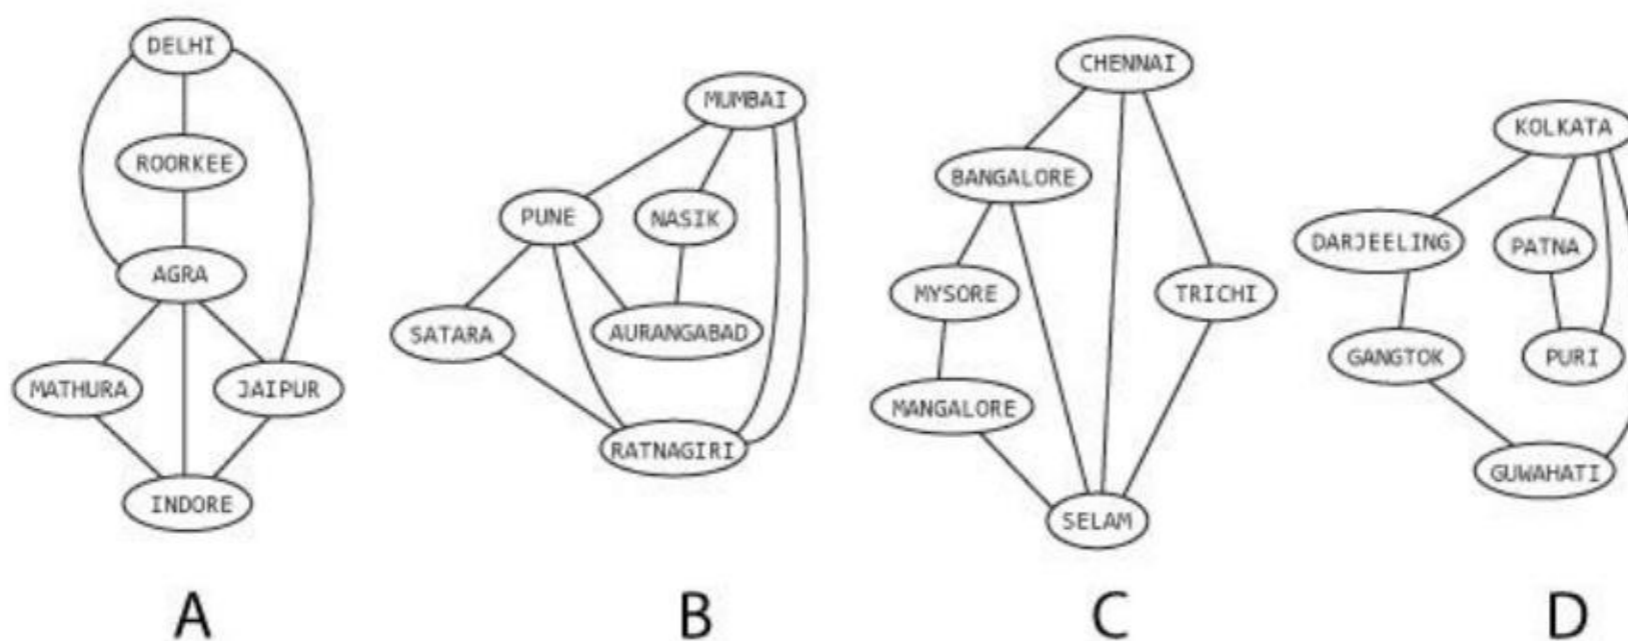 DELHI
ROORKEE
AGRA
MATHURA
JAIPUR
INDORE
A
MUMBAI
PUNE
NASIK
SATARA
AURANGABAD
RATNAGIRI
B
CHENNAI
BANGALORE
MYSORE
TRICHI
MANGALORE
SELAM
C
KOLKATA
DARJEELING
PATNA
GANGTOK
PURI
GUWAHATI
D